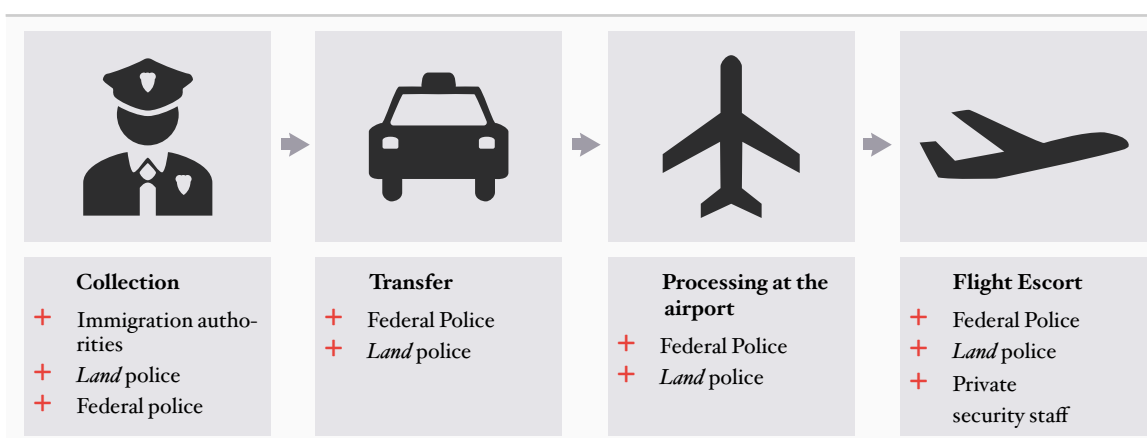 Collection
+ Immigration autho-
rities
+ Land police
+ Federal police
Transfer
+ Federal Police
+ Land police
Processing at the
airport
+ Federal Police
+ Land police
Flight Escort
+ Federal Police
+ Land police
+ Private
security staff